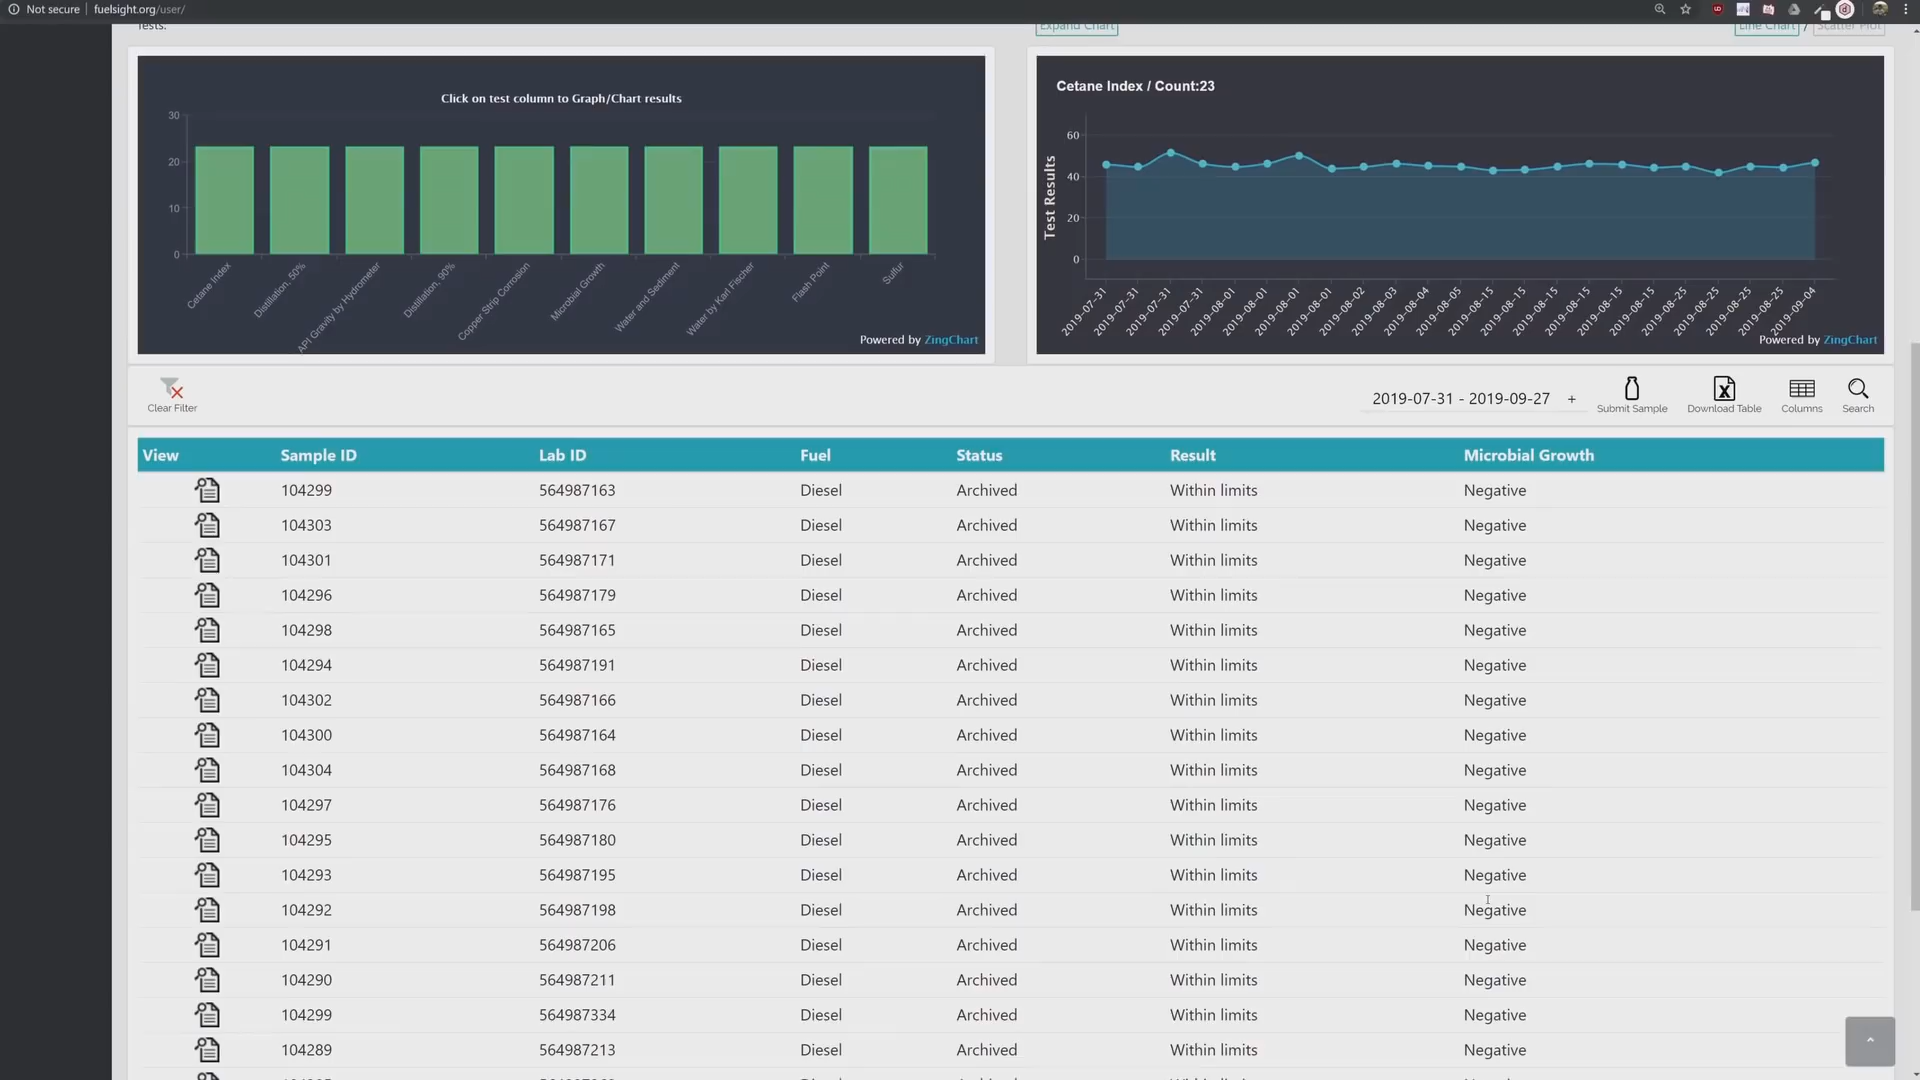 Not secure | fuelsight.org/user/
Tests:
Expand Chart
Line Chart / Scatter Plot
Click on test column to Graph/Chart results
30
20
10
0
Cetane Index
Distillation, 50%
API Gravity by Hydrometer
Distillation, 90%
Copper Strip Corrosion
Microbial Growth
Water and Sediment
Water by Karl Fischer
Flash Point
Sulfur
Powered by ZingChart
Cetane Index / Count:23
Test Results
60
40
20
0
2019-07-31
2019-07-31
2019-07-31
2019-07-31
2019-08-01
2019-08-01
2019-08-01
2019-08-01
2019-08-02
2019-08-03
2019-08-04
2019-08-05
2019-08-15
2019-08-15
2019-08-15
2019-08-15
2019-08-15
2019-08-15
2019-08-25
2019-08-25
2019-08-25
2019-08-25
2019-09-04
Powered by ZingChart
Clear Filter
2019-07-31 - 2019-09-27 +
Submit Sample
Download Table
Columns
Search
View Sample ID Lab ID Fuel Status Result Microbial Growth
104299 564987163 Diesel Archived Within limits Negative
104303 564987167 Diesel Archived Within limits Negative
104301 564987171 Diesel Archived Within limits Negative
104296 564987179 Diesel Archived Within limits Negative
104298 564987165 Diesel Archived Within limits Negative
104294 564987191 Diesel Archived Within limits Negative
104302 564987166 Diesel Archived Within limits Negative
104300 564987164 Diesel Archived Within limits Negative
104304 564987168 Diesel Archived Within limits Negative
104297 564987176 Diesel Archived Within limits Negative
104295 564987180 Diesel Archived Within limits Negative
104293 564987195 Diesel Archived Within limits Negative
104292 564987198 Diesel Archived Within limits Negative
104291 564987206 Diesel Archived Within limits Negative
104290 564987211 Diesel Archived Within limits Negative
104299 564987334 Diesel Archived Within limits Negative
104289 564987213 Diesel Archived Within limits Negative